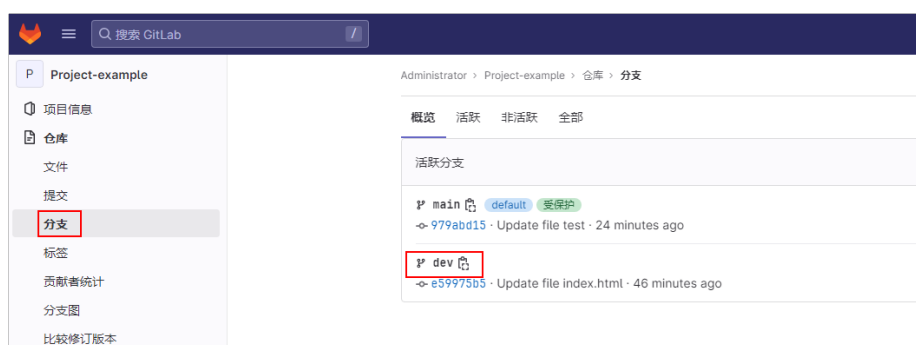 搜索 GitLab /
P Project-example
Administrator › Project-example › 仓库 › 分支
项目信息
概览 活跃 非活跃 全部
仓库
文件
活跃分支
提交
main default 受保护
分支
979abd15 · Update file test · 24 minutes ago
标签
dev
贡献者统计
e59975b5 · Update file index.html · 46 minutes ago
分支图
比较修订版本